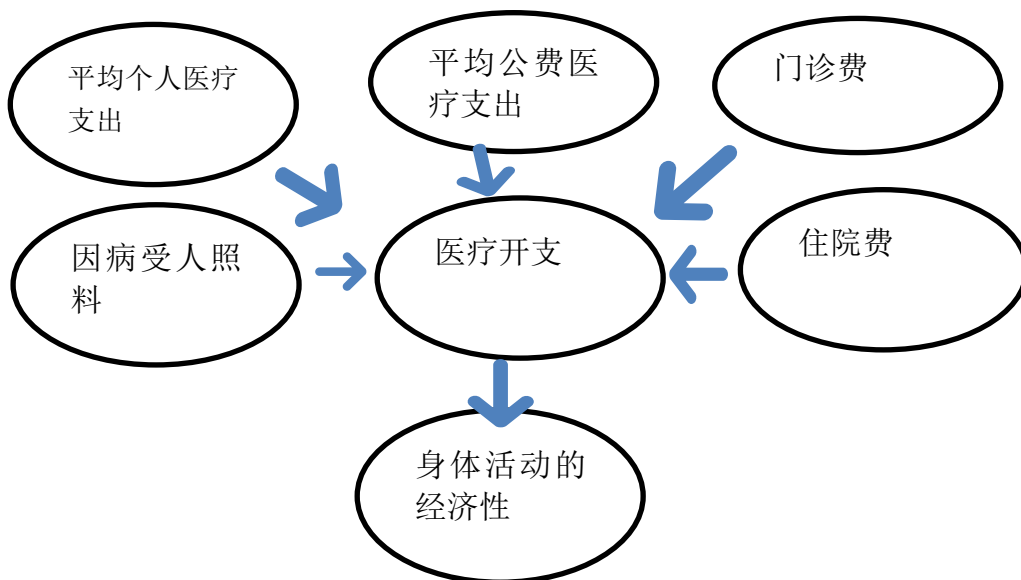 平均个人医疗
支出
平均公费医
疗支出
门诊费
因病受人照
料
医疗开支
住院费
身体活动的
经济性